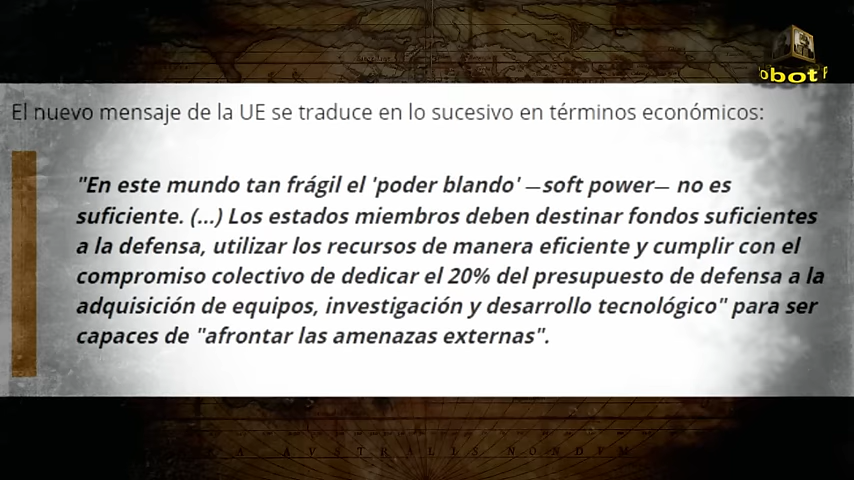 obot
El nuevo mensaje de la UE se traduce en lo sucesivo en términos económicos:
"En este mundo tan frágil el 'poder blando' —soft power— no es
suficiente. (...) Los estados miembros deben destinar fondos suficientes
a la defensa, utilizar los recursos de manera eficiente y cumplir con el
compromiso colectivo de dedicar el 20% del presupuesto de defensa a la
adquisición de equipos, investigación y desarrollo tecnológico" para ser
capaces de "afrontar las amenazas externas".
AVSTRALIS NONDVM